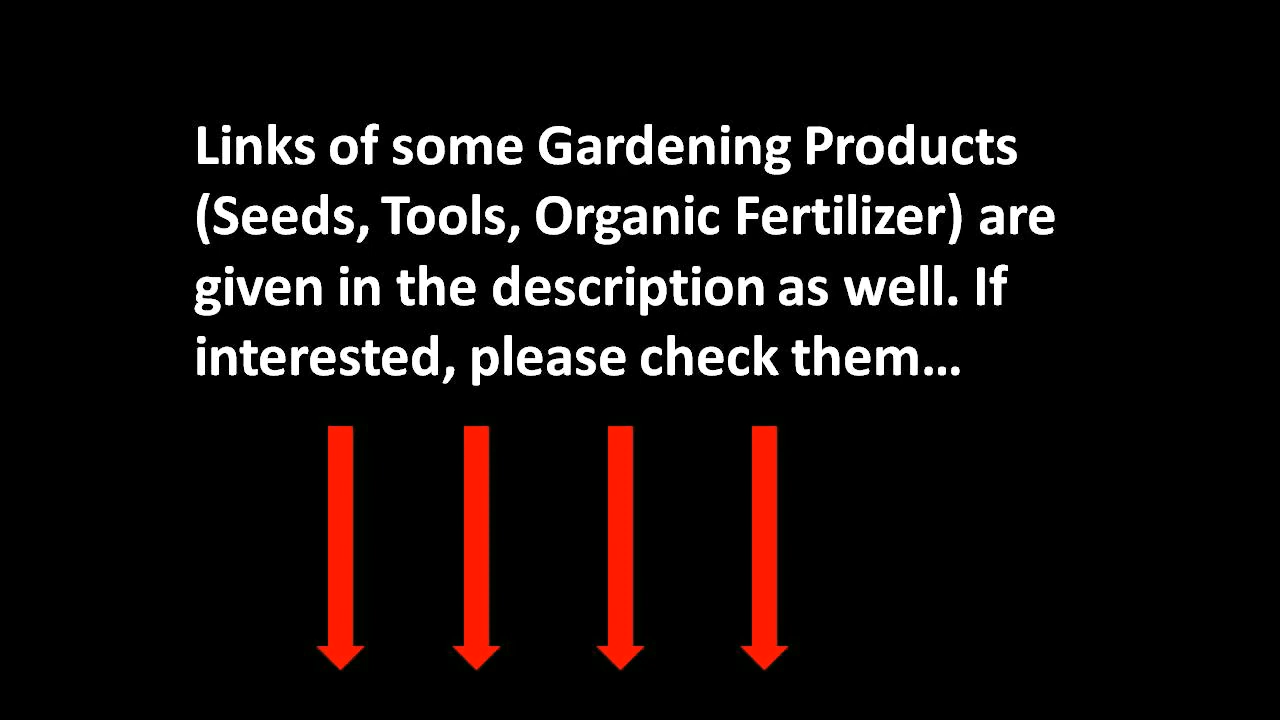 Links of some Gardening Products
(Seeds, Tools, Organic Fertilizer) are
given in the description as well. If
interested, please check them...